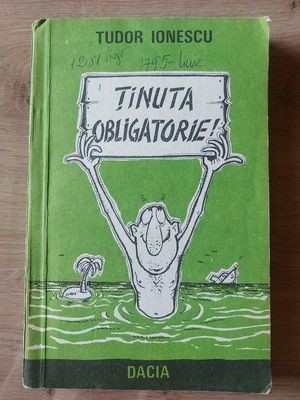 TUDOR IONESCU
ȚINUTA
OBLIGATORIE!
DACIA